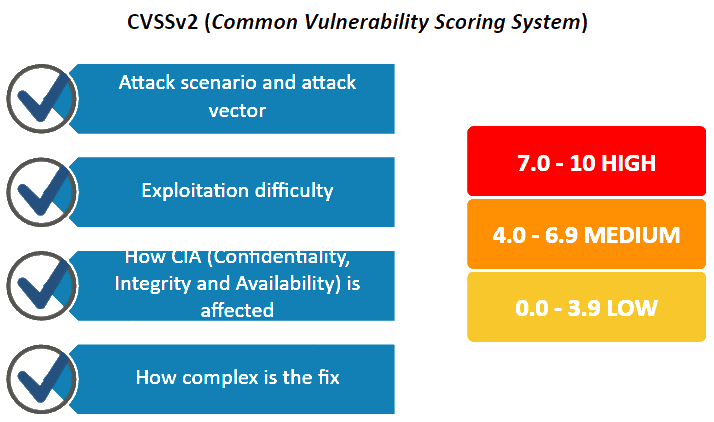 CVSSv2 (Common Vulnerability Scoring System)
Attack scenario and attack
vector
Exploitation difficulty
How CIA (Confidentiality,
Integrity and Availability) is
affected
How complex is the fix
7.0 - 10 HIGH
4.0 - 6.9 MEDIUM
0.0 - 3.9 LOW